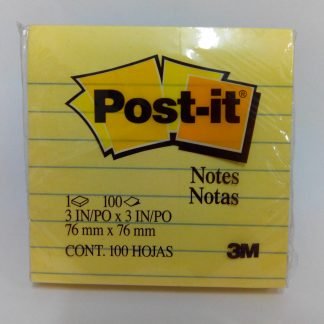 Post-it
Notes
Notas
1 100
3 IN/PO x 3 IN/PO
76 mm x 76 mm
CONT. 100 HOJAS
3M